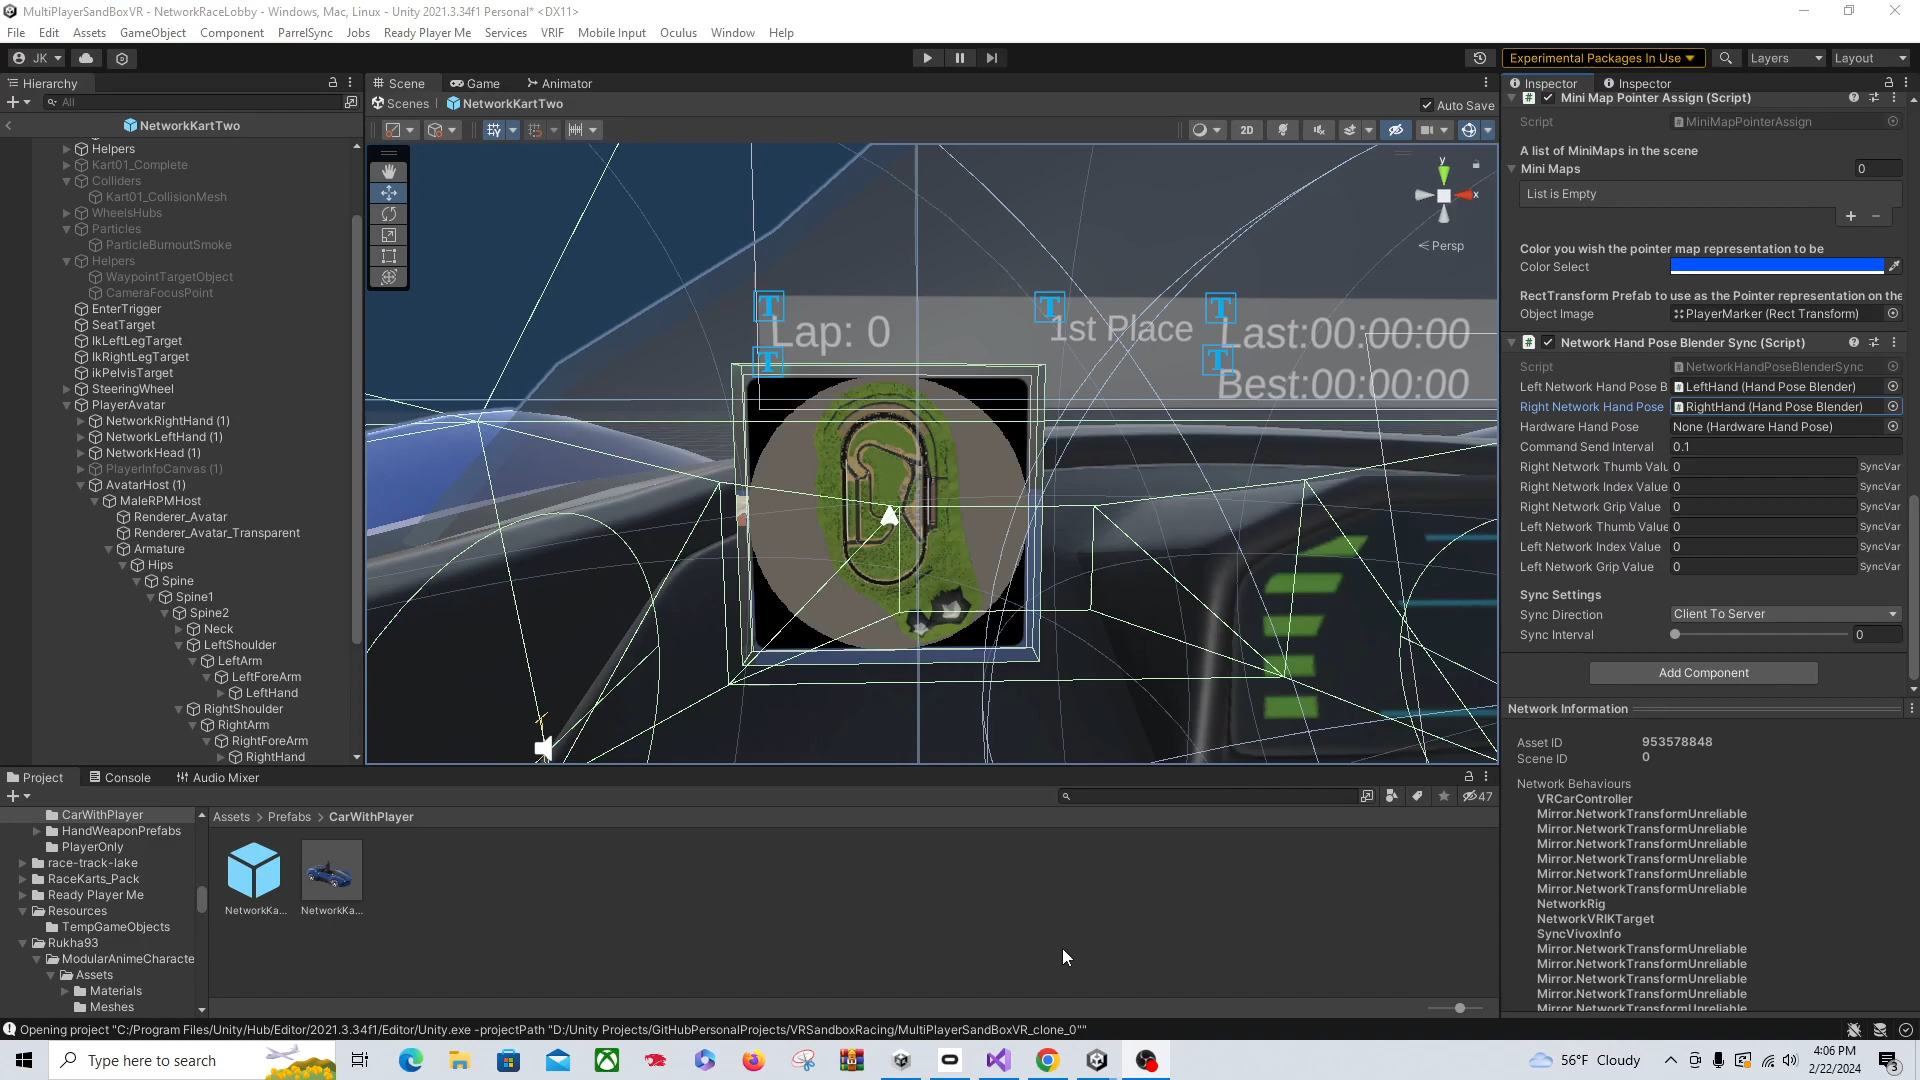 MultiPlayerSandBoxVR - NetworkRaceLobby - Windows, Mac, Linux - Unity 2021.3.34f1 Personal* <DX11>
File Edit Assets GameObject Component ParrelSync Jobs Ready Player Me Services VRIF Mobile Input Oculus Window Help
JK Experimental Packages In Use Layers Layout
Hierarchy
All
NetworkKartTwo
Helpers
Kart01_Complete
Colliders
Kart01_CollisionMesh
WheelsHubs
Particles
ParticleBurnoutSmoke
Helpers
WaypointTargetObject
CameraFocusPoint
EnterTrigger
SeatTarget
IkLeftLegTarget
IkRightLegTarget
ikPelvisTarget
SteeringWheel
PlayerAvatar
NetworkRightHand (1)
NetworkLeftHand (1)
NetworkHead (1)
PlayerInfoCanvas (1)
AvatarHost (1)
MaleRPMHost
Renderer_Avatar
Renderer_Avatar_Transparent
Armature
Hips
Spine
Spine1
Spine2
Neck
LeftShoulder
LeftArm
LeftForeArm
LeftHand
RightShoulder
RightArm
RightForeArm
RightHand
Scene Game Animator
Scenes NetworkKartTwo Auto Save
2D
y
x
Persp
T T T
Lap: 0 1st Place Last:00:00:00
T T
Best:00:00:00
Inspector Inspector
Mini Map Pointer Assign (Script)
Script MiniMapPointerAssign
A list of MiniMaps in the scene
Mini Maps 0
List is Empty
Color you wish the pointer map representation to be
Color Select
RectTransform Prefab to use as the Pointer representation on the
Object Image PlayerMarker (Rect Transform)
Network Hand Pose Blender Sync (Script)
Script NetworkHandPoseBlenderSync
Left Network Hand Pose B LeftHand (Hand Pose Blender)
Right Network Hand Pose RightHand (Hand Pose Blender)
Hardware Hand Pose None (Hardware Hand Pose)
Command Send Interval 0.1
Right Network Thumb Valu 0 SyncVar
Right Network Index Value 0 SyncVar
Right Network Grip Value 0 SyncVar
Left Network Thumb Value 0 SyncVar
Left Network Index Value 0 SyncVar
Left Network Grip Value 0 SyncVar
Sync Settings
Sync Direction Client To Server
Sync Interval 0
Add Component
Network Information
Asset ID 953578848
Scene ID 0
Network Behaviours
VRCarController
Mirror.NetworkTransformUnreliable
Mirror.NetworkTransformUnreliable
Mirror.NetworkTransformUnreliable
Mirror.NetworkTransformUnreliable
Mirror.NetworkTransformUnreliable
Mirror.NetworkTransformUnreliable
NetworkRig
NetworkVRIKTarget
SyncVivoxInfo
Mirror.NetworkTransformUnreliable
Mirror.NetworkTransformUnreliable
Mirror.NetworkTransformUnreliable
Mirror.NetworkTransformUnreliable
Mirror.NetworkTransformUnreliable
Project Console Audio Mixer
47
CarWithPlayer
HandWeaponPrefabs
PlayerOnly
race-track-lake
RaceKarts_Pack
Ready Player Me
Resources
TempGameObjects
Rukha93
ModularAnimeCharacte
Assets
Materials
Meshes
Assets Prefabs CarWithPlayer
NetworkKa... NetworkKa...
Opening project "C:/Program Files/Unity/Hub/Editor/2021.3.34f1/Editor/Unity.exe -projectPath "D:/Unity Projects/GitHubPersonalProjects/VRSandboxRacing/MultiPlayerSandBoxVR_clone_0""
Type here to search
56°F Cloudy
4:06 PM
2/22/2024
3